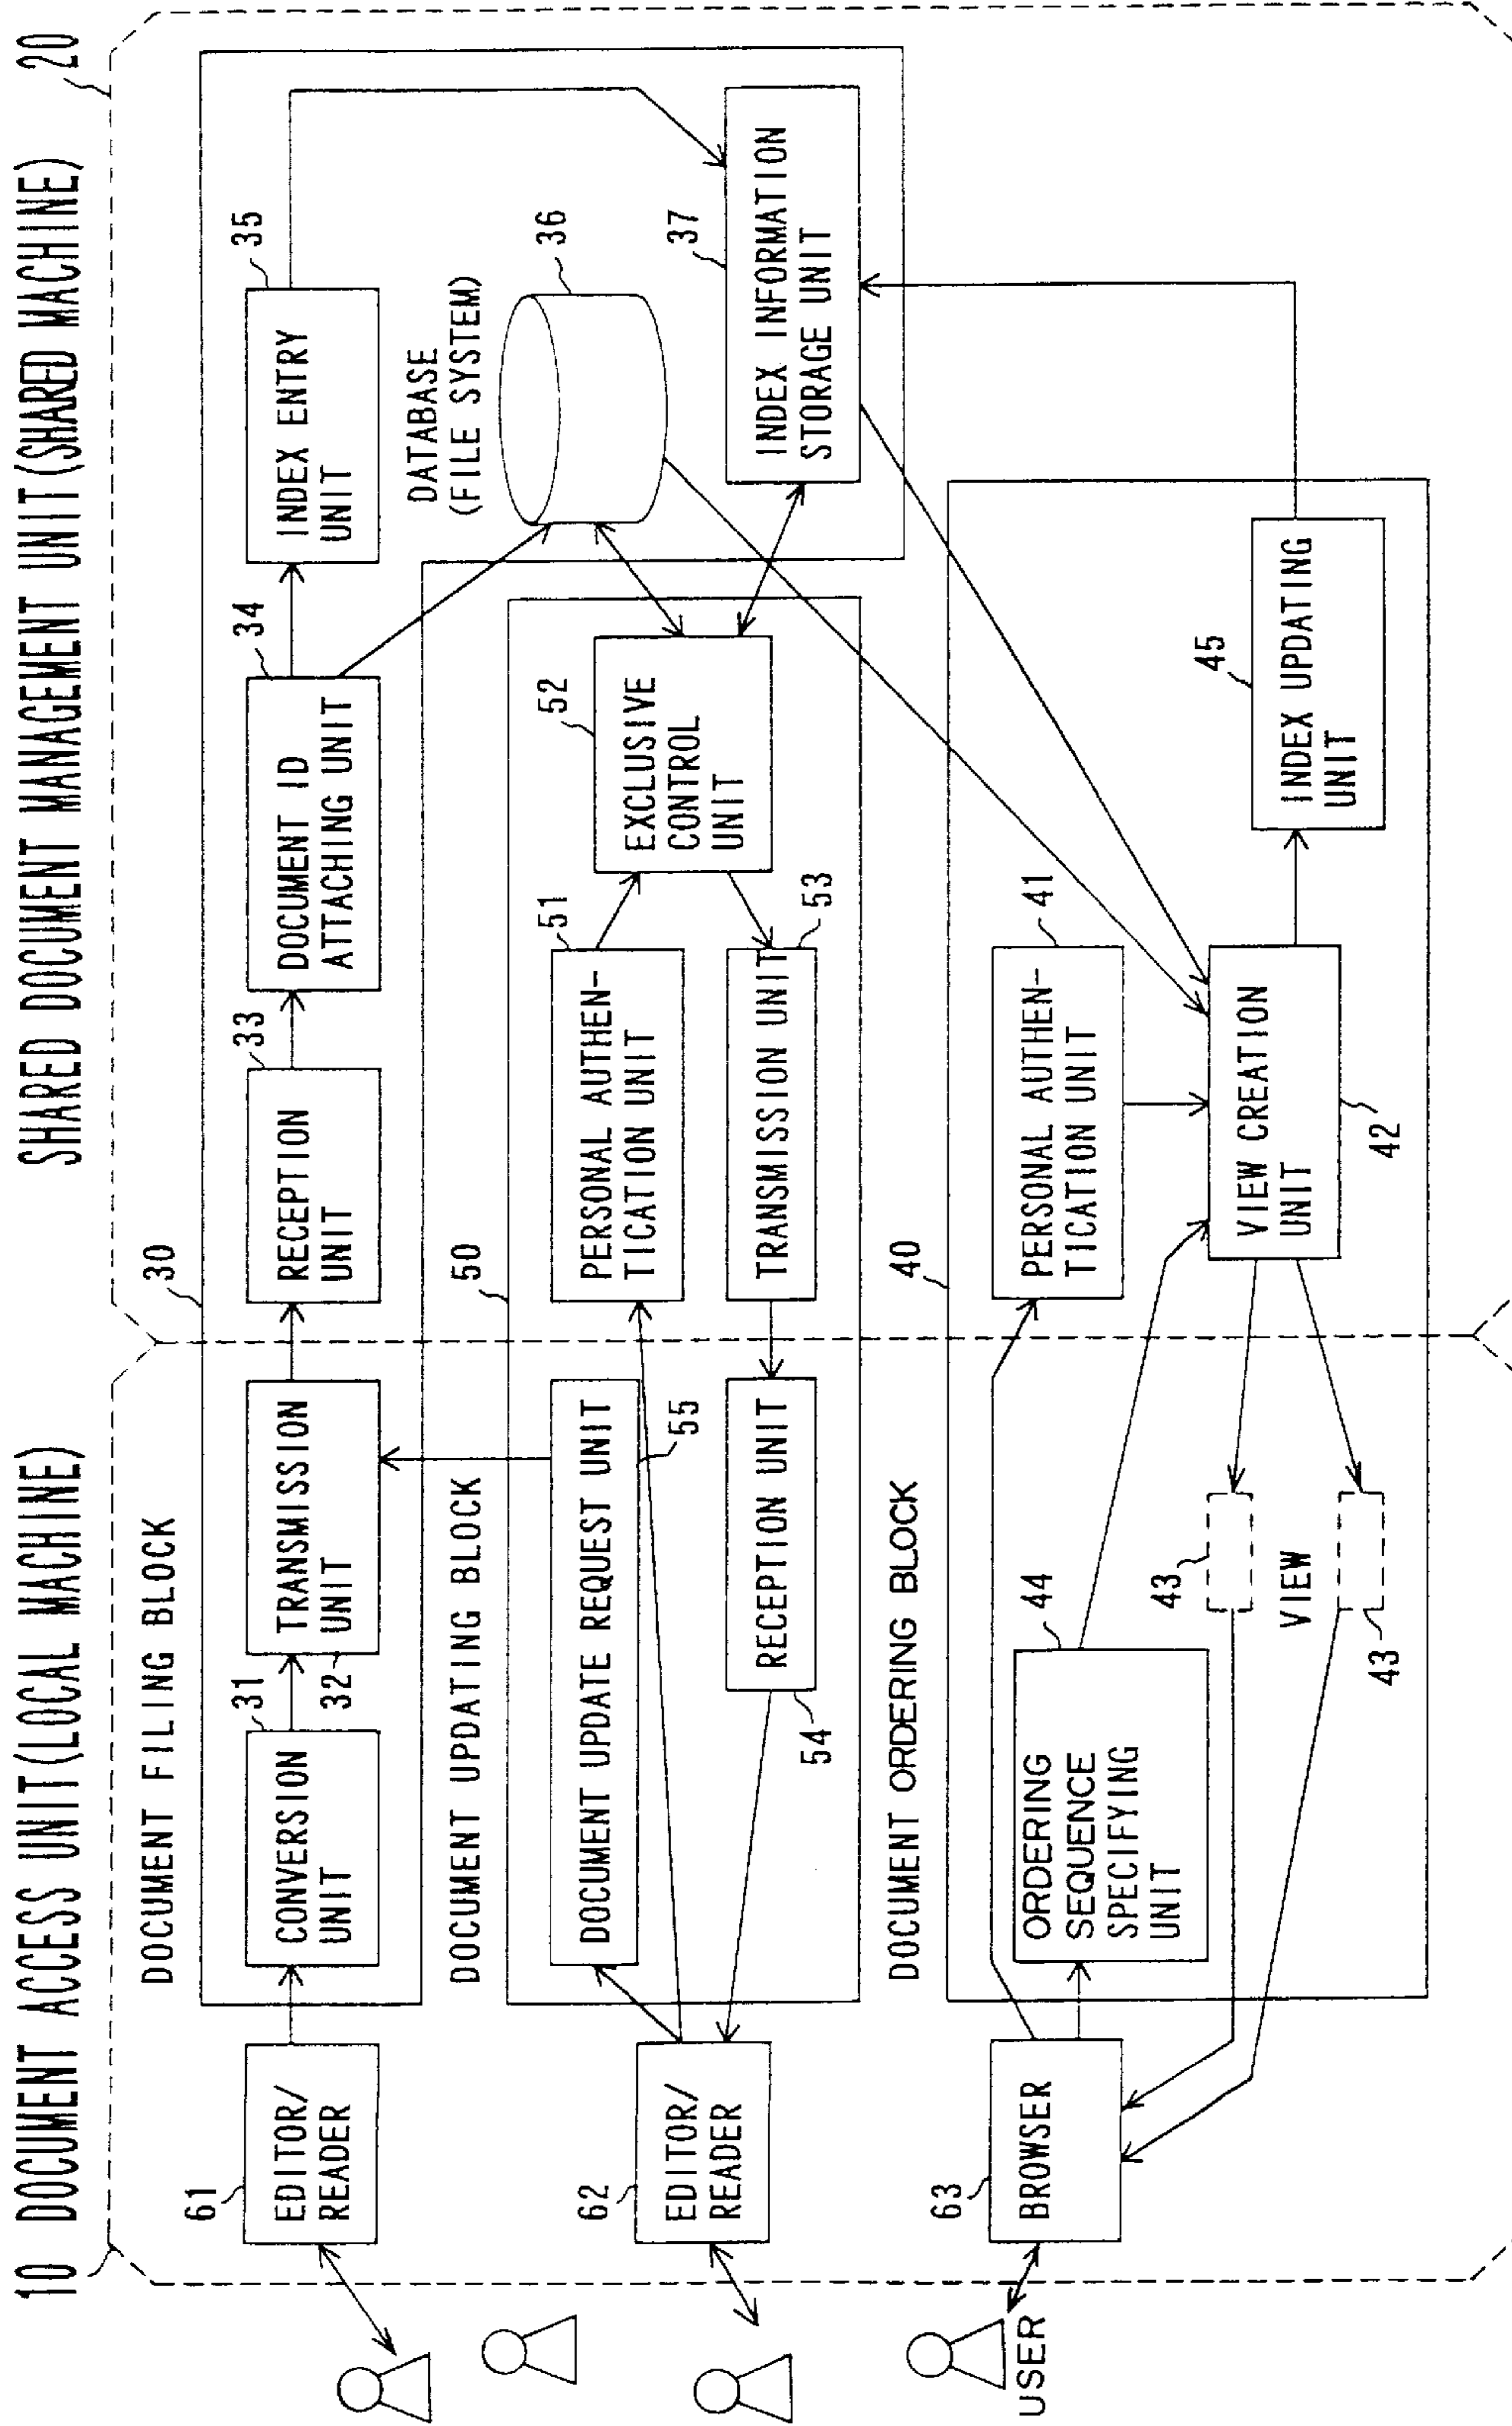 10 DOCUMENT ACCESS UNIT(LOCAL MACHINE)
SHARED DOCUMENT MANAGEMENT UNIT(SHARED MACHINE) 20
DOCUMENT FILING BLOCK
30
61
EDITOR/
READER
31
CONVERSION
UNIT
32
TRANSMISSION
UNIT
33
RECEPTION
UNIT
34
DOCUMENT ID
ATTACHING UNIT
35
INDEX ENTRY
UNIT
DATABASE
(FILE SYSTEM)
36
37
INDEX INFORMATION
STORAGE UNIT
DOCUMENT UPDATING BLOCK
50
62
EDITOR/
READER
DOCUMENT UPDATE REQUEST UNIT
55
51
PERSONAL AUTHEN-
TICATION UNIT
52
EXCLUSIVE
CONTROL
UNIT
RECEPTION UNIT
54
TRANSMISSION UNIT
53
DOCUMENT ORDERING BLOCK
40
USER
63
BROWSER
44
ORDERING
SEQUENCE
SPECIFYING
UNIT
43
VIEW
43
41
PERSONAL AUTHEN-
TICATION UNIT
VIEW CREATION
UNIT
42
45
INDEX UPDATING
UNIT